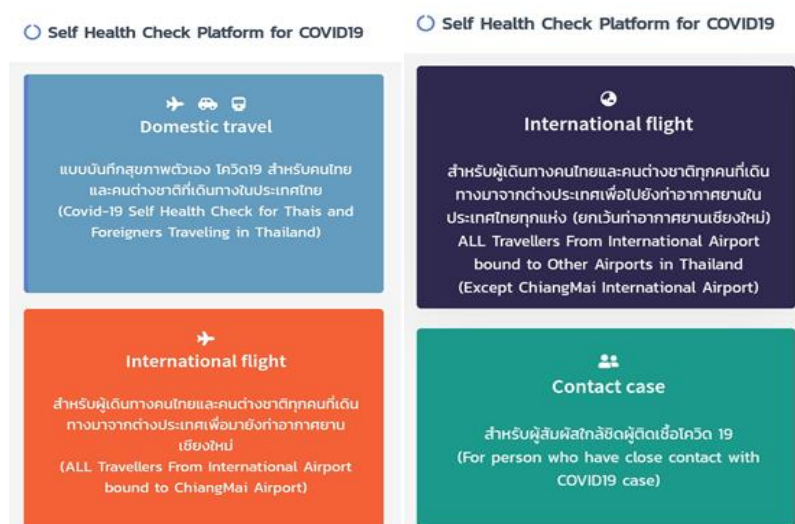 Self Health Check Platform for COVID19
Domestic travel
แบบบันทึกสุขภาพตัวเอง โควิด19 สำหรับคนไทย
และคนต่างชาติที่เดินทางในประเทศไทย
(Covid-19 Self Health Check for Thais and
Foreigners Traveling in Thailand)
International flight
สำหรับผู้เดินทางคนไทยและคนต่างชาติทุกคนที่เดิน
ทางมาจากต่างประเทศเพื่อมายังท่าอากาศยาน
เชียงใหม่
(ALL Travellers From International Airport
bound to ChiangMai Airport)
Self Health Check Platform for COVID19
International flight
สำหรับผู้เดินทางคนไทยและคนต่างชาติทุกคนที่เดิน
ทางมาจากต่างประเทศเพื่อไปยังท่าอากาศยานใน
ประเทศไทยทุกแห่ง (ยกเว้นท่าอากาศยานเชียงใหม่)
ALL Travellers From International Airport
bound to Other Airports in Thailand
(Except ChiangMai International Airport)
Contact case
สำหรับผู้สัมผัสใกล้ชิดผู้ติดเชื้อโควิด 19
(For person who have close contact with
COVID19 case)